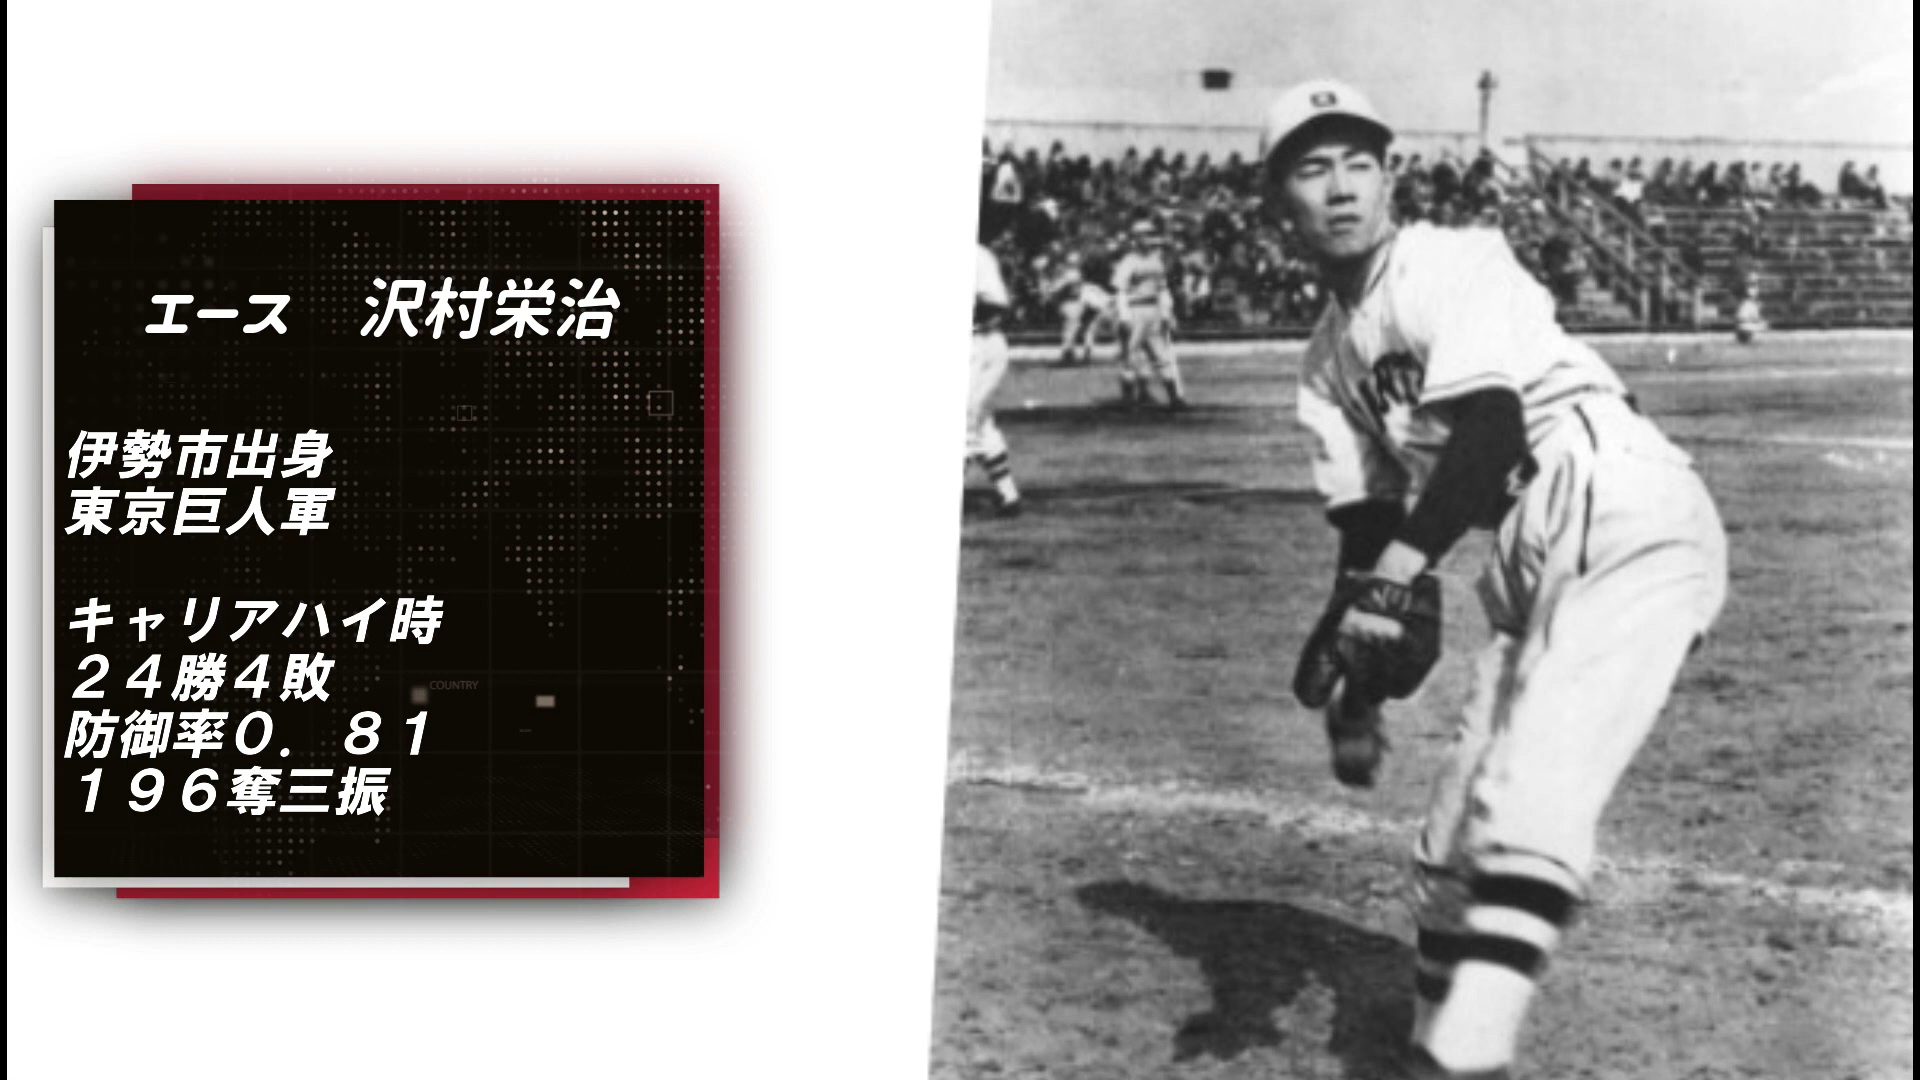 エース　沢村栄治
伊勢市出身
東京巨人軍
キャリアハイ時
２４勝４敗
防御率０．８１
１９６奪三振
COUNTRY